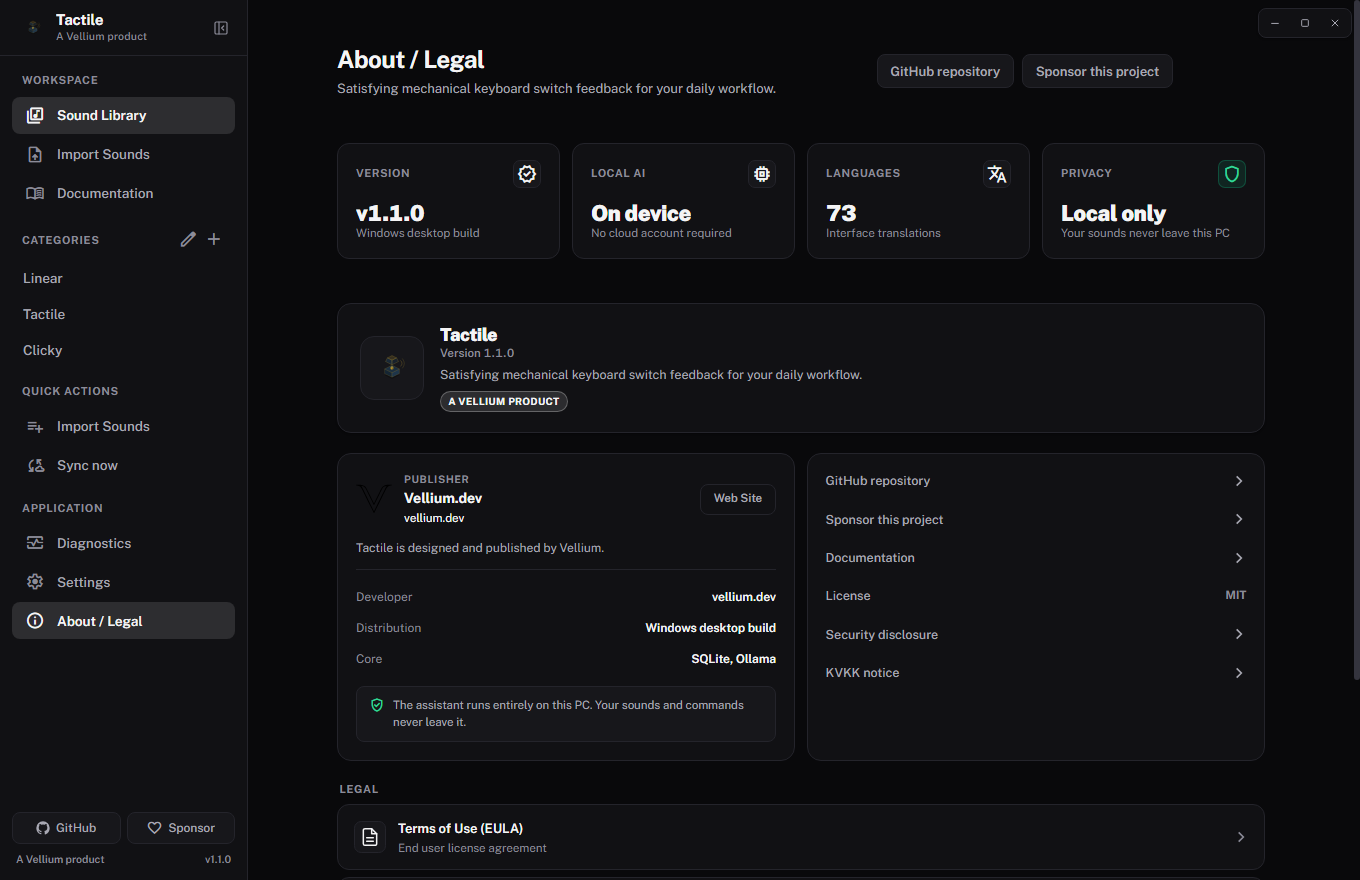 Tactile
A Vellium product
WORKSPACE
Sound Library
Import Sounds
Documentation
CATEGORIES
Linear
Tactile
Clicky
QUICK ACTIONS
Import Sounds
Sync now
APPLICATION
Diagnostics
Settings
About / Legal
GitHub
Sponsor
A Vellium product
v1.1.0
About / Legal
Satisfying mechanical keyboard switch feedback for your daily workflow.
GitHub repository
Sponsor this project
VERSION
v1.1.0
Windows desktop build
LOCAL AI
On device
No cloud account required
LANGUAGES
73
Interface translations
PRIVACY
Local only
Your sounds never leave this PC
Tactile
Version 1.1.0
Satisfying mechanical keyboard switch feedback for your daily workflow.
A VELLIUM PRODUCT
PUBLISHER
Vellium.dev
vellium.dev
Web Site
Tactile is designed and published by Vellium.
Developer vellium.dev
Distribution Windows desktop build
Core SQLite, Ollama
The assistant runs entirely on this PC. Your sounds and commands
never leave it.
GitHub repository
Sponsor this project
Documentation
License MIT
Security disclosure
KVKK notice
LEGAL
Terms of Use (EULA)
End user license agreement